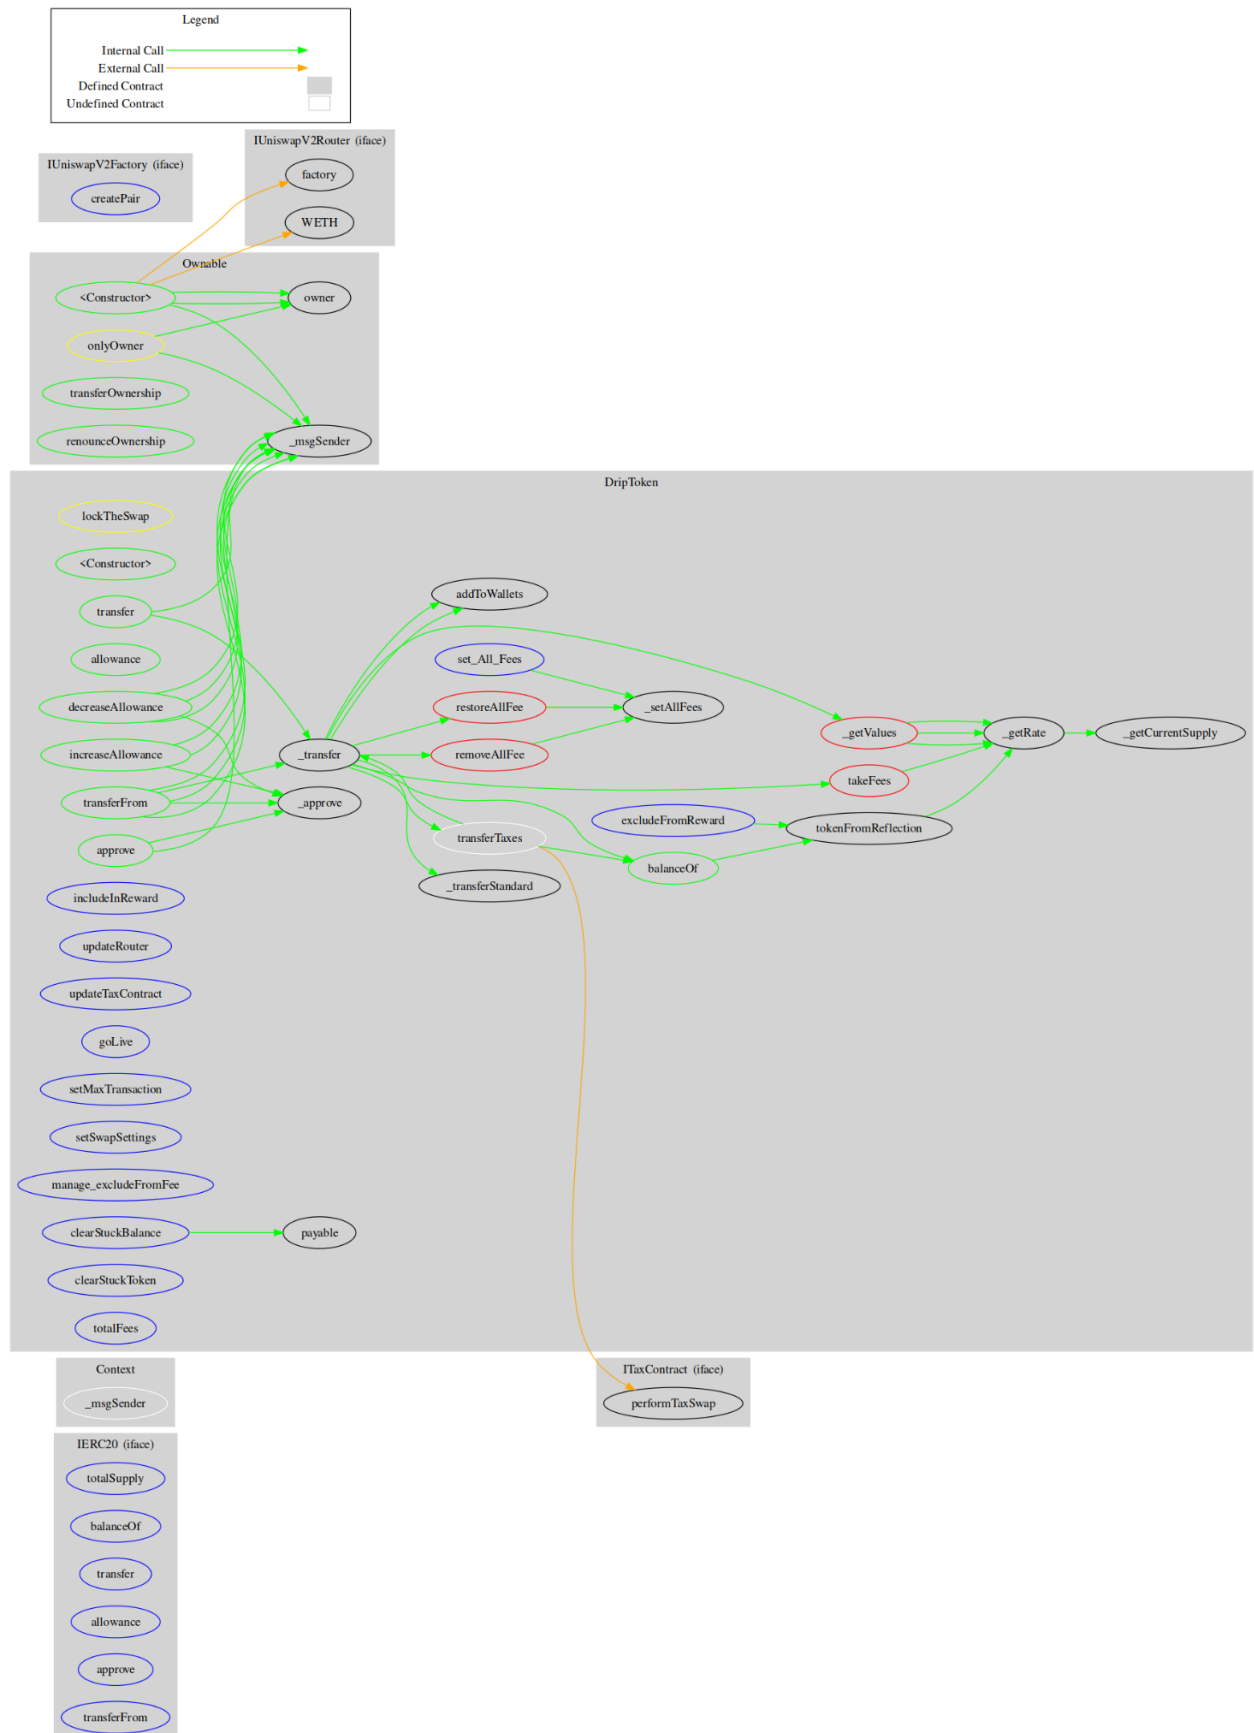 Legend
Internal Call
External Call
Defined Contract
Undefined Contract
IUniswapV2Router (iface)
factory
WETH
IUniswapV2Factory (iface)
createPair
Ownable
<Constructor>
owner
onlyOwner
transferOwnership
renounceOwnership
_msgSender
DripToken
lockTheSwap
<Constructor>
transfer
allowance
decreaseAllowance
increaseAllowance
transferFrom
approve
includeInReward
updateRouter
updateTaxContract
goLive
setMaxTransaction
setSwapSettings
manage_excludeFromFee
clearStuckBalance
clearStuckToken
totalFees
_transfer
_approve
payable
addToWallets
set_All_Fees
restoreAllFee
removeAllFee
transferTaxes
_transferStandard
_setAllFees
excludeFromReward
balanceOf
_getValues
takeFees
tokenFromReflection
_getRate
_getCurrentSupply
Context
_msgSender
ITaxContract (iface)
performTaxSwap
IERC20 (iface)
totalSupply
balanceOf
transfer
allowance
approve
transferFrom